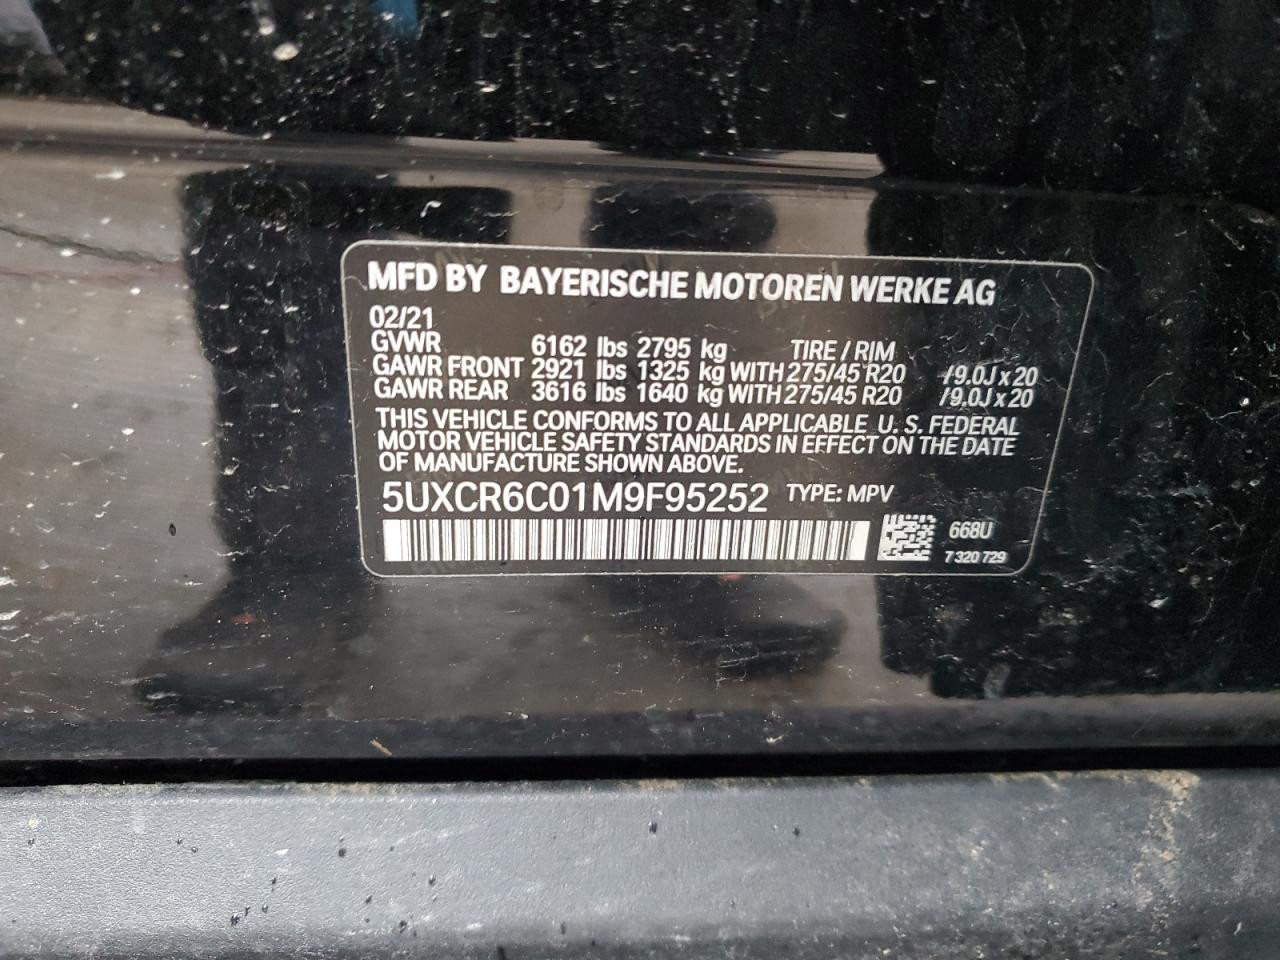 MFD BY BAYERISCHE MOTOREN WERKE AG
02/21
GVWR 6162 lbs 2795 kg TIRE / RIM
GAWR FRONT 2921 lbs 1325 kg WITH 275/45 R20 /9.0J x 20
GAWR REAR 3616 lbs 1640 kg WITH 275/45 R20 /9.0J x 20
THIS VEHICLE CONFORMS TO ALL APPLICABLE U. S. FEDERAL
MOTOR VEHICLE SAFETY STANDARDS IN EFFECT ON THE DATE
OF MANUFACTURE SHOWN ABOVE.
5UXCR6C01M9F95252 TYPE: MPV
668U
7 320 729